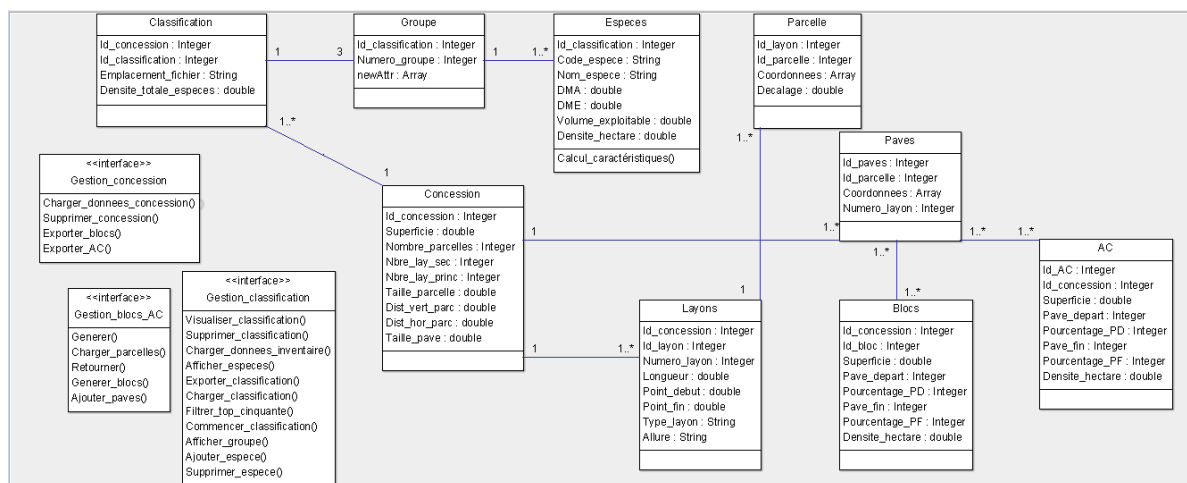 Classification
Id_concession : Integer
Id_classification : Integer
Emplacement_fichier : String
Densite_totale_especes : double
1
3
Groupe
Id_classification : Integer
Numero_groupe : Integer
newAttr : Array
1
1..*
Especes
Id_classification : Integer
Code_espece : String
Nom_espece : String
DMA : double
DME : double
Volume_exploitable : double
Densite_hectare : double
Calcul_caractéristiques()
Parcelle
Id_layon : Integer
Id_parcelle : Integer
Coordonnees : Array
Decalage : double
1..*
1..*
1
Paves
Id_paves : Integer
Id_parcelle : Integer
Coordonnees : Array
Numero_layon : Integer
<<interface>>
Gestion_concession
Charger_donnees_concession()
Supprimer_concession()
Exporter_blocs()
Exporter_AC()
Concession
Id_concession : Integer
Superficie : double
Nombre_parcelles : Integer
Nbre_lay_sec : Integer
Nbre_lay_princ : Integer
Taille_parcelle : double
Dist_vert_parc : double
Dist_hor_parc : double
Taille_pave : double
1
1..*
1..*
1..*
1..*
1..*
AC
Id_AC : Integer
Id_concession : Integer
Superficie : double
Pave_depart : Integer
Pourcentage_PD : Integer
Pave_fin : Integer
Pourcentage_PF : Integer
Densite_hectare : double
<<interface>>
Gestion_blocs_AC
Generer()
Charger_parcelles()
Retourner()
Generer_blocs()
Ajouter_paves()
<<interface>>
Gestion_classification
Visualiser_classification()
Supprimer_classification()
Charger_donnees_inventaire()
Afficher_especes()
Exporter_classification()
Charger_classification()
Filtrer_top_cinquante()
Commencer_classification()
Afficher_groupe()
Ajouter_espece()
Supprimer_espece()
1
1..*
1
Layons
Id_concession : Integer
Id_layon : Integer
Numero_layon : Integer
Longueur : double
Point_debut : double
Point_fin : double
Type_layon : String
Allure : String
Blocs
Id_concession : Integer
Id_bloc : Integer
Superficie : double
Pave_depart : Integer
Pourcentage_PD : Integer
Pave_fin : Integer
Pourcentage_PF : Integer
Densite_hectare : double